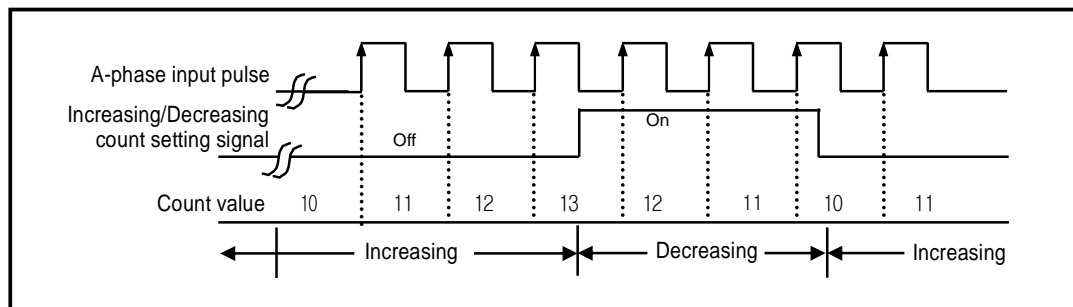 A-phase input pulse
Increasing/Decreasing
count setting signal
Off
On
Count value 10 11 12 13 12 11 10 11
Increasing Decreasing Increasing